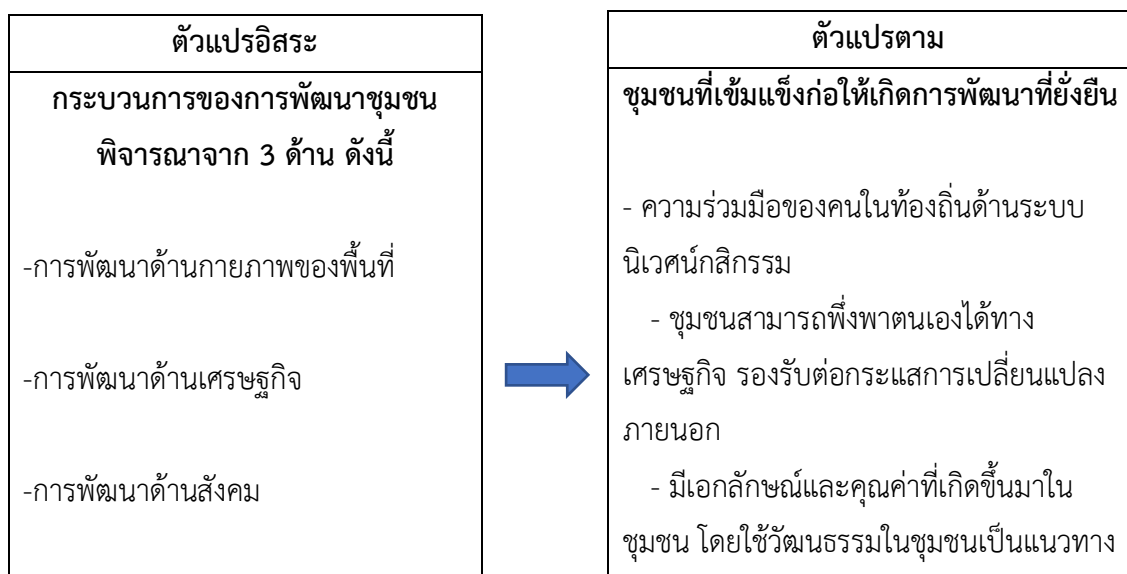 ตัวแปรอิสระ
กระบวนการของการพัฒนาชุมชน
พิจารณาจาก 3 ด้าน ดังนี้
-การพัฒนาด้านกายภาพของพื้นที่
-การพัฒนาด้านเศรษฐกิจ
-การพัฒนาด้านสังคม
ตัวแปรตาม
ชุมชนที่เข้มแข็งก่อให้เกิดการพัฒนาที่ยั่งยืน
- ความร่วมมือของคนในท้องถิ่นด้านระบบ
นิเวศน์กสิกรรม
- ชุมชนสามารถพึ่งพาตนเองได้ทาง
เศรษฐกิจ รองรับต่อกระแสการเปลี่ยนแปลง
ภายนอก
- มีเอกลักษณ์และคุณค่าที่เกิดขึ้นมาใน
ชุมชน โดยใช้วัฒนธรรมในชุมชนเป็นแนวทาง